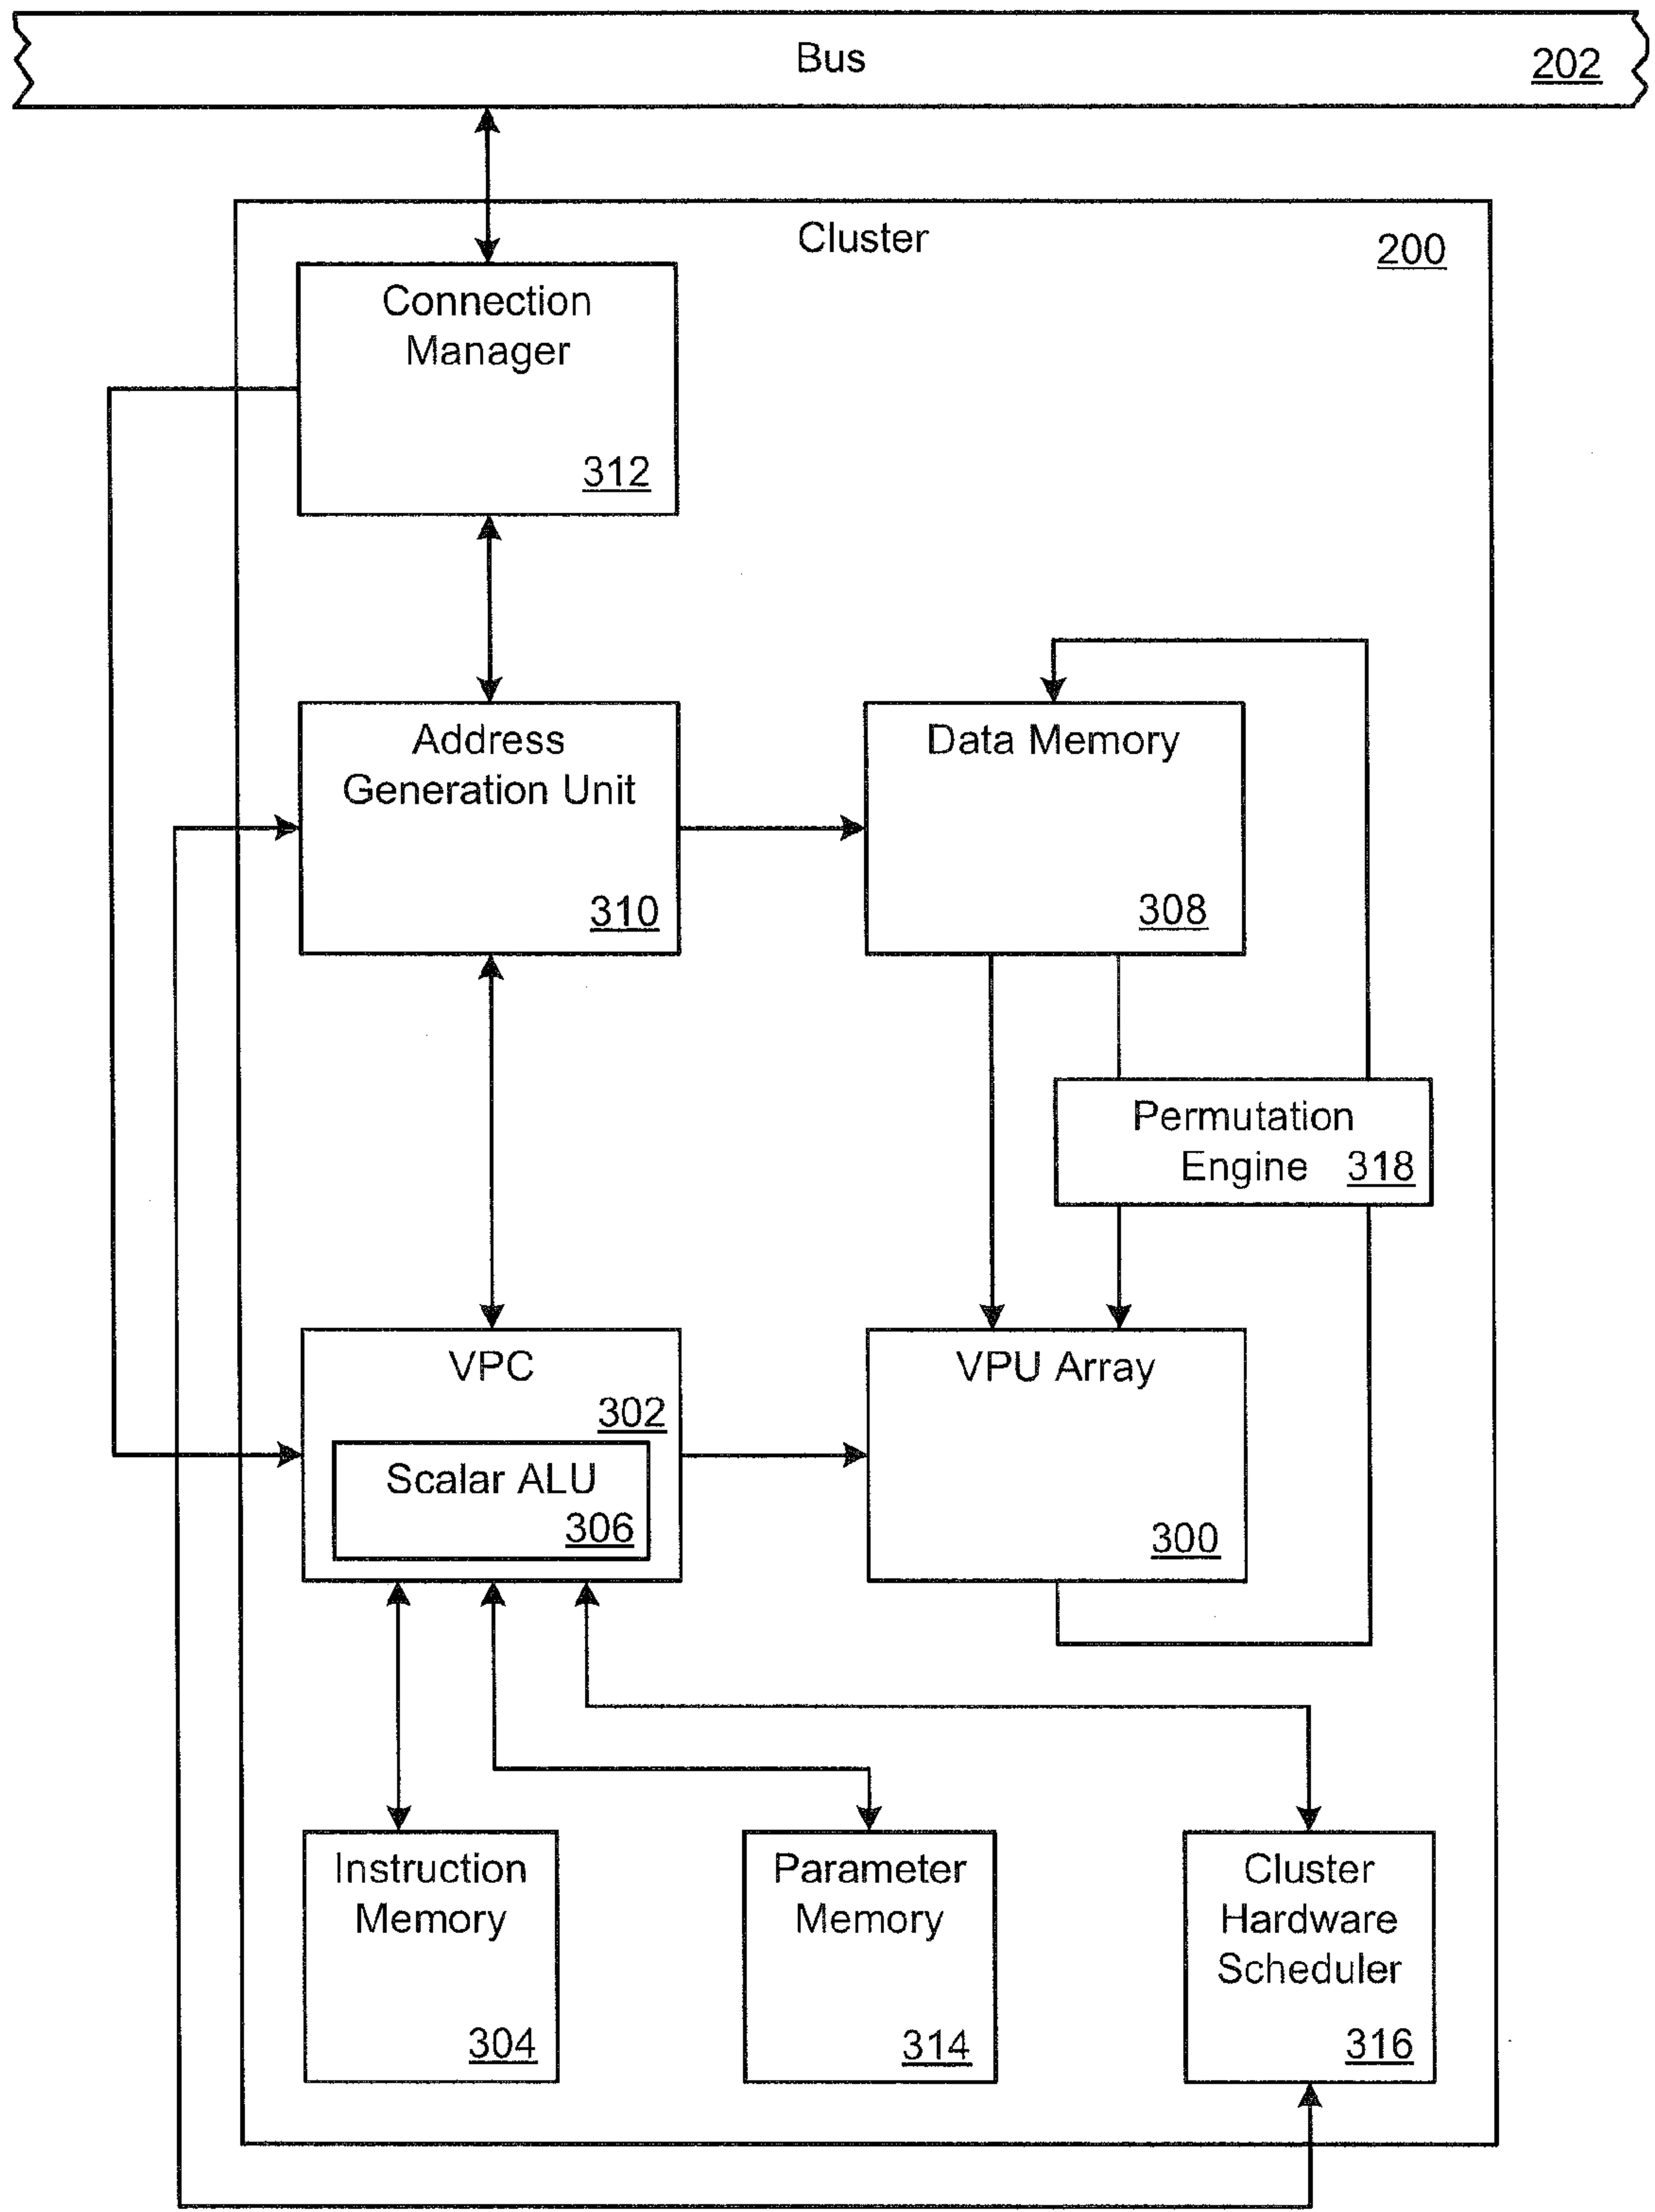 Bus
202
Cluster
200
Connection
Manager
312
Address
Generation Unit
310
Data Memory
308
Permutation
Engine 318
VPC
302
Scalar ALU
306
VPU Array
300
Instruction
Memory
304
Parameter
Memory
314
Cluster
Hardware
Scheduler
316